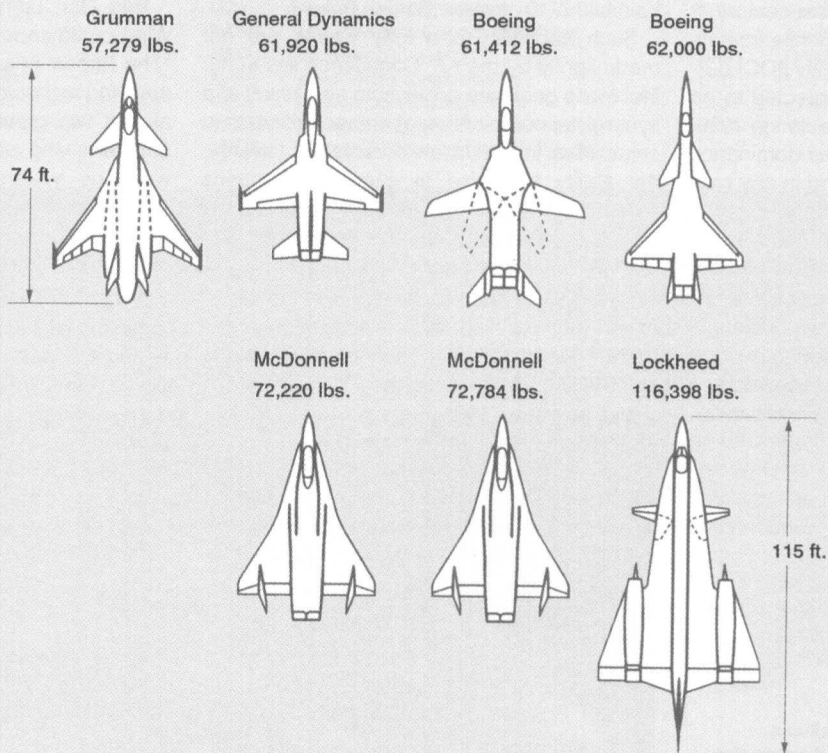 Grumman
57,279 lbs.
General Dynamics
61,920 lbs.
Boeing
61,412 lbs.
Boeing
62,000 lbs.
74 ft.
McDonnell
72,220 lbs.
McDonnell
72,784 lbs.
Lockheed
116,398 lbs.
115 ft.